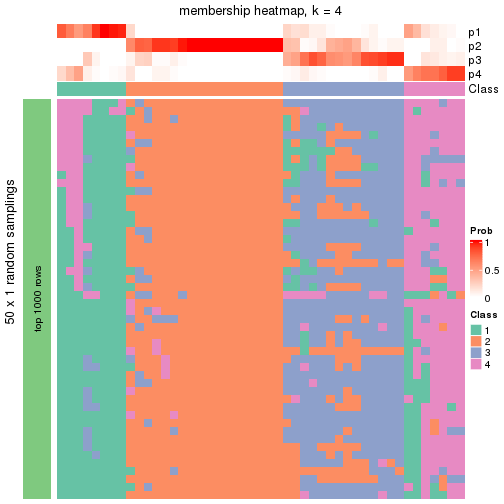 membership heatmap, k = 4
p1
p2
p3
p4
Class
50 x 1 random samplings
top 1000 rows
Prob
1
0.5
0
Class
1
2
3
4